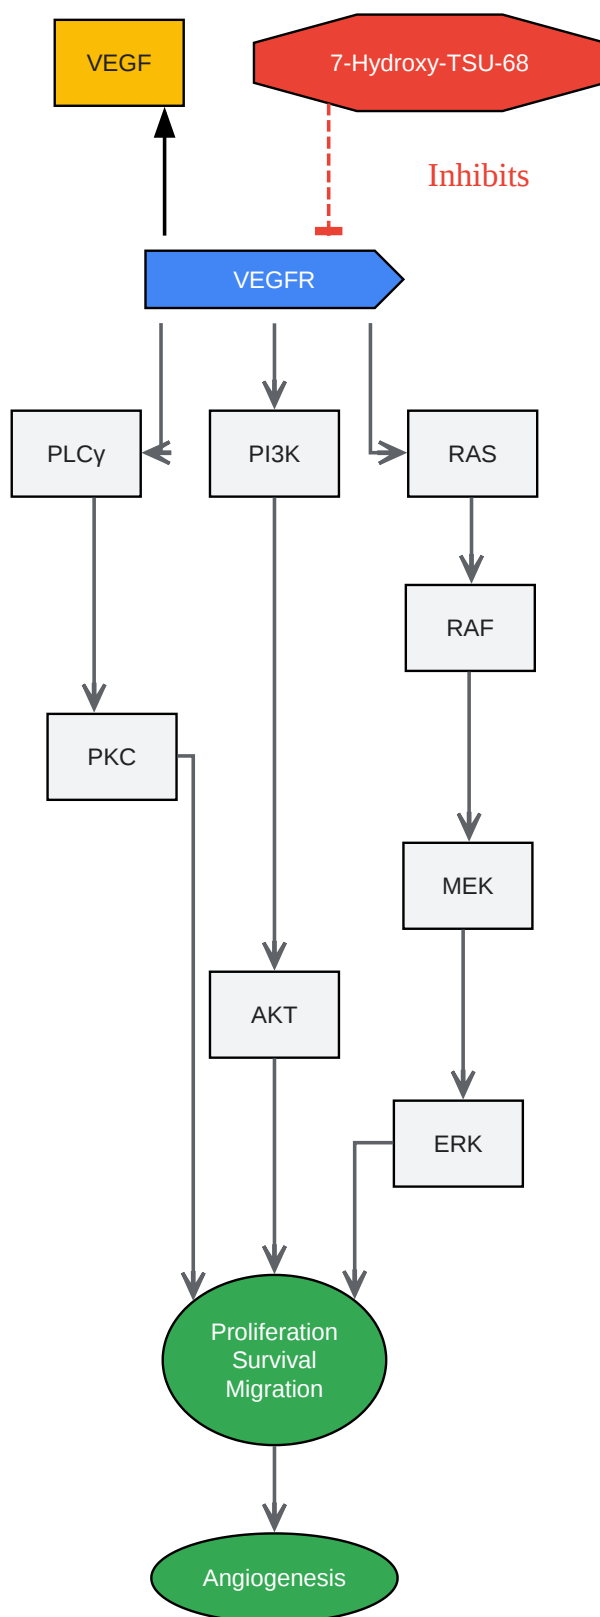 VEGF
7-Hydroxy-TSU-68
Inhibits
VEGFR
PLCγ
PI3K
RAS
RAF
PKC
MEK
AKT
ERK
Proliferation
Survival
Migration
Angiogenesis